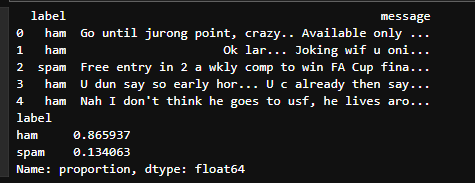 label message
0 ham Go until jurong point, crazy.. Available only ...
1 ham Ok lar... Joking wif u oni...
2 spam Free entry in 2 a wkly comp to win FA Cup fina...
3 ham U dun say so early hor... U c already then say...
4 ham Nah I don't think he goes to usf, he lives aro...
label
ham 0.865937
spam 0.134063
Name: proportion, dtype: float64